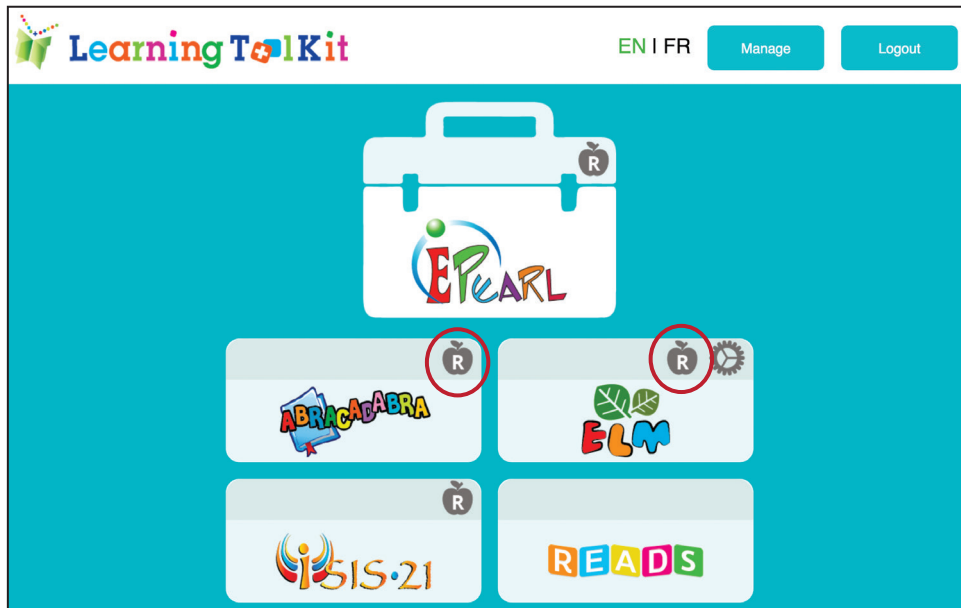 Learning ToolKit
EN | FR
Manage
Logout
R
EPEARL
R
R
ABRACADABRA
ELM
R
ISIS·21
READS